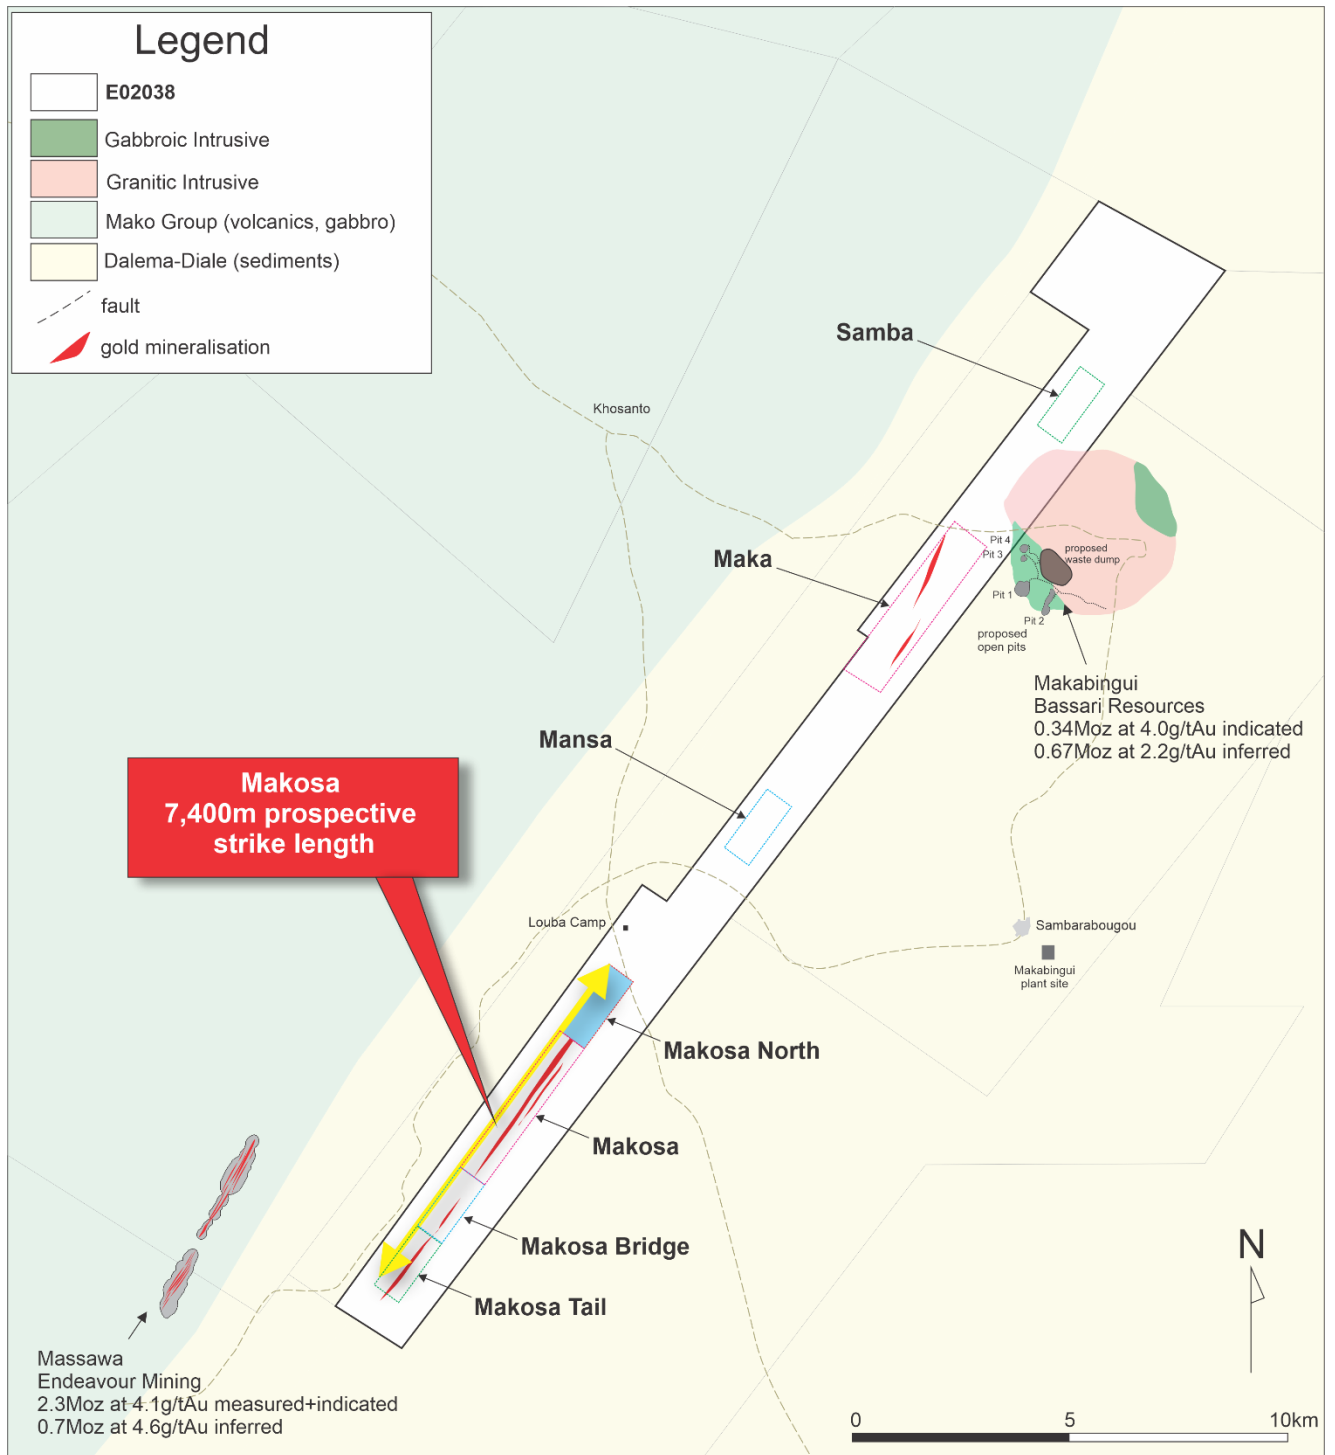 Legend
E02038
Gabbroic Intrusive
Granitic Intrusive
Mako Group (volcanics, gabbro)
Dalema-Diale (sediments)
fault
gold mineralisation
Samba
Khosanto
Maka
Pit 4
Pit 3
proposed
waste dump
Pit 1
Pit 2
proposed
open pits
Makabingui
Bassari Resources
0.34Moz at 4.0g/tAu indicated
0.67Moz at 2.2g/tAu inferred
Mansa
Makosa
7,400m prospective
strike length
Louba Camp
Sambarabougou
Makabingui
plant site
Makosa North
Makosa
Makosa Bridge
Makosa Tail
N
Massawa
Endeavour Mining
2.3Moz at 4.1g/tAu measured+indicated
0.7Moz at 4.6g/tAu inferred
0 5 10km